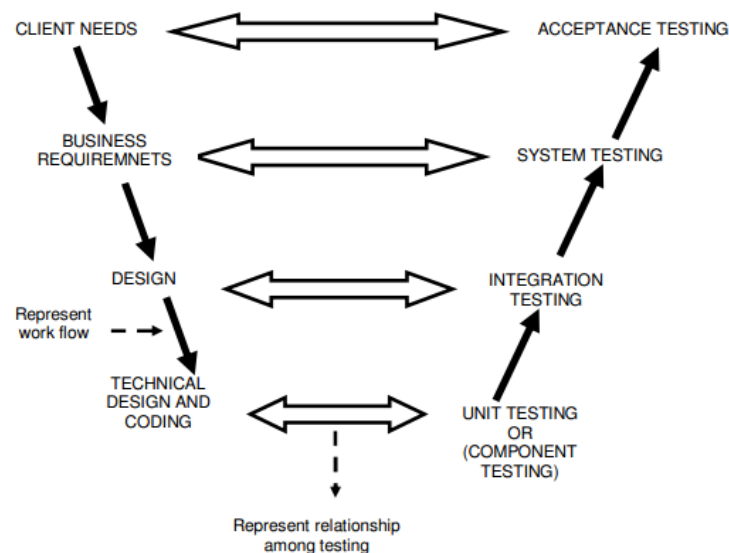 CLIENT NEEDS
ACCEPTANCE TESTING
BUSINESS
REQUIREMNETS
SYSTEM TESTING
DESIGN
INTEGRATION
TESTING
Represent
work flow
TECHNICAL
DESIGN AND
CODING
UNIT TESTING
OR
(COMPONENT
TESTING)
Represent relationship
among testing